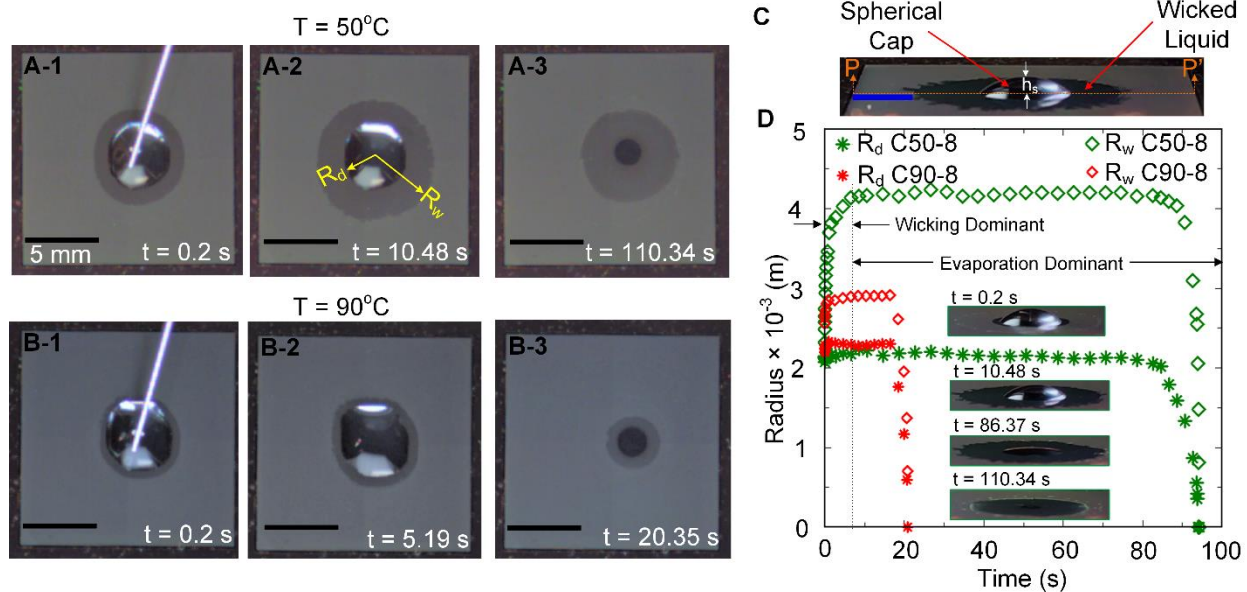 T = 50°C
A-1
t = 0.2 s
5 mm
A-2
R_d
R_w
t = 10.48 s
A-3
t = 110.34 s
T = 90°C
B-1
t = 0.2 s
B-2
t = 5.19 s
B-3
t = 20.35 s
C
Spherical
Cap
Wicked
Liquid
P
h_s
P'
D
R_d C50-8
R_w C50-8
R_d C90-8
R_w C90-8
Wicking Dominant
Evaporation Dominant
t = 0.2 s
t = 10.48 s
t = 86.37 s
t = 110.34 s
Radius × 10⁻³ (m)
5
4
3
2
1
0
0 20 40 60 80 100
Time (s)